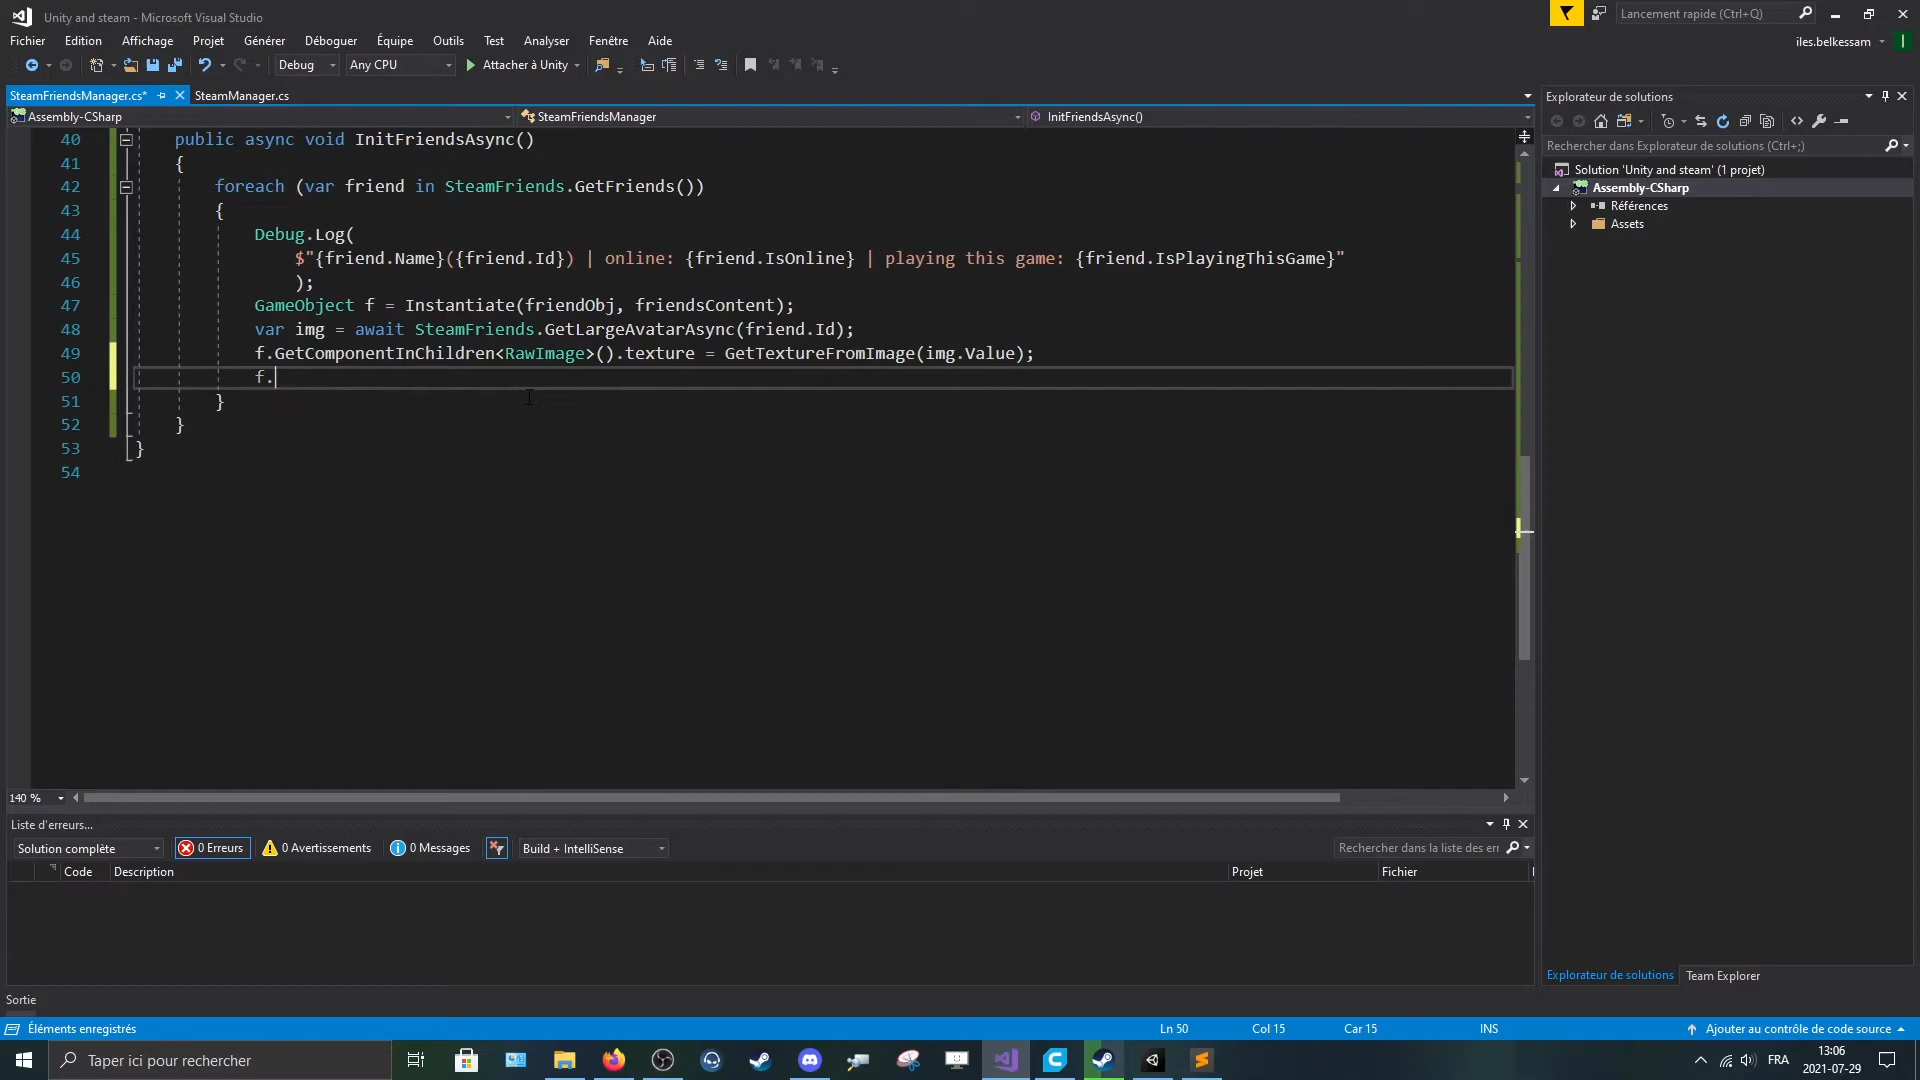 Unity and steam - Microsoft Visual Studio
Lancement rapide (Ctrl+Q)
Fichier Edition Affichage Projet Générer Déboguer Équipe Outils Test Analyser Fenêtre Aide
iles.belkessam
Debug Any CPU Attacher à Unity
SteamFriendsManager.cs* SteamManager.cs
Explorateur de solutions
Assembly-CSharp SteamFriendsManager InitFriendsAsync()
Rechercher dans Explorateur de solutions (Ctrl+;)
Solution 'Unity and steam' (1 projet)
Assembly-CSharp
Références
Assets
40 public async void InitFriendsAsync()
41 {
42 foreach (var friend in SteamFriends.GetFriends())
43 {
44 Debug.Log(
45 $"{friend.Name}({friend.Id}) | online: {friend.IsOnline} | playing this game: {friend.IsPlayingThisGame}"
46 );
47 GameObject f = Instantiate(friendObj, friendsContent);
48 var img = await SteamFriends.GetLargeAvatarAsync(friend.Id);
49 f.GetComponentInChildren<RawImage>().texture = GetTextureFromImage(img.Value);
50 f.
51 }
52 }
53 }
54
140 %
Liste d'erreurs...
Solution complète 0 Erreurs 0 Avertissements 0 Messages Build + IntelliSense Rechercher dans la liste des err
Code Description Projet Fichier
Explorateur de solutions Team Explorer
Sortie
Éléments enregistrés Ln 50 Col 15 Car 15 INS Ajouter au contrôle de code source
Taper ici pour rechercher
FRA
13:06
2021-07-29